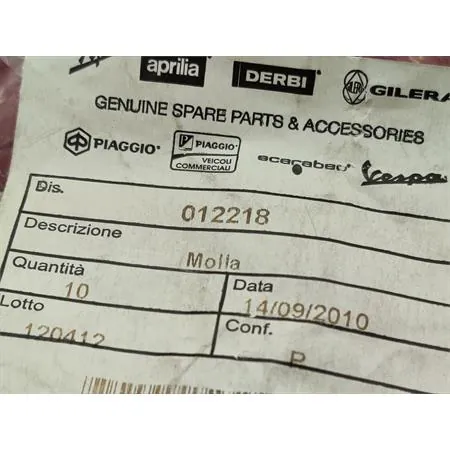 aprilia DERBI GILERA
GENUINE SPARE PARTS & ACCESSORIES
PIAGGIO PIAGGIO VEICOLI COMMERCIALI scarabeo Vespa
Dis.
012218
Descrizione
Molla
Quantità
10
Data
14/09/2010
Lotto
120412
Conf.
P